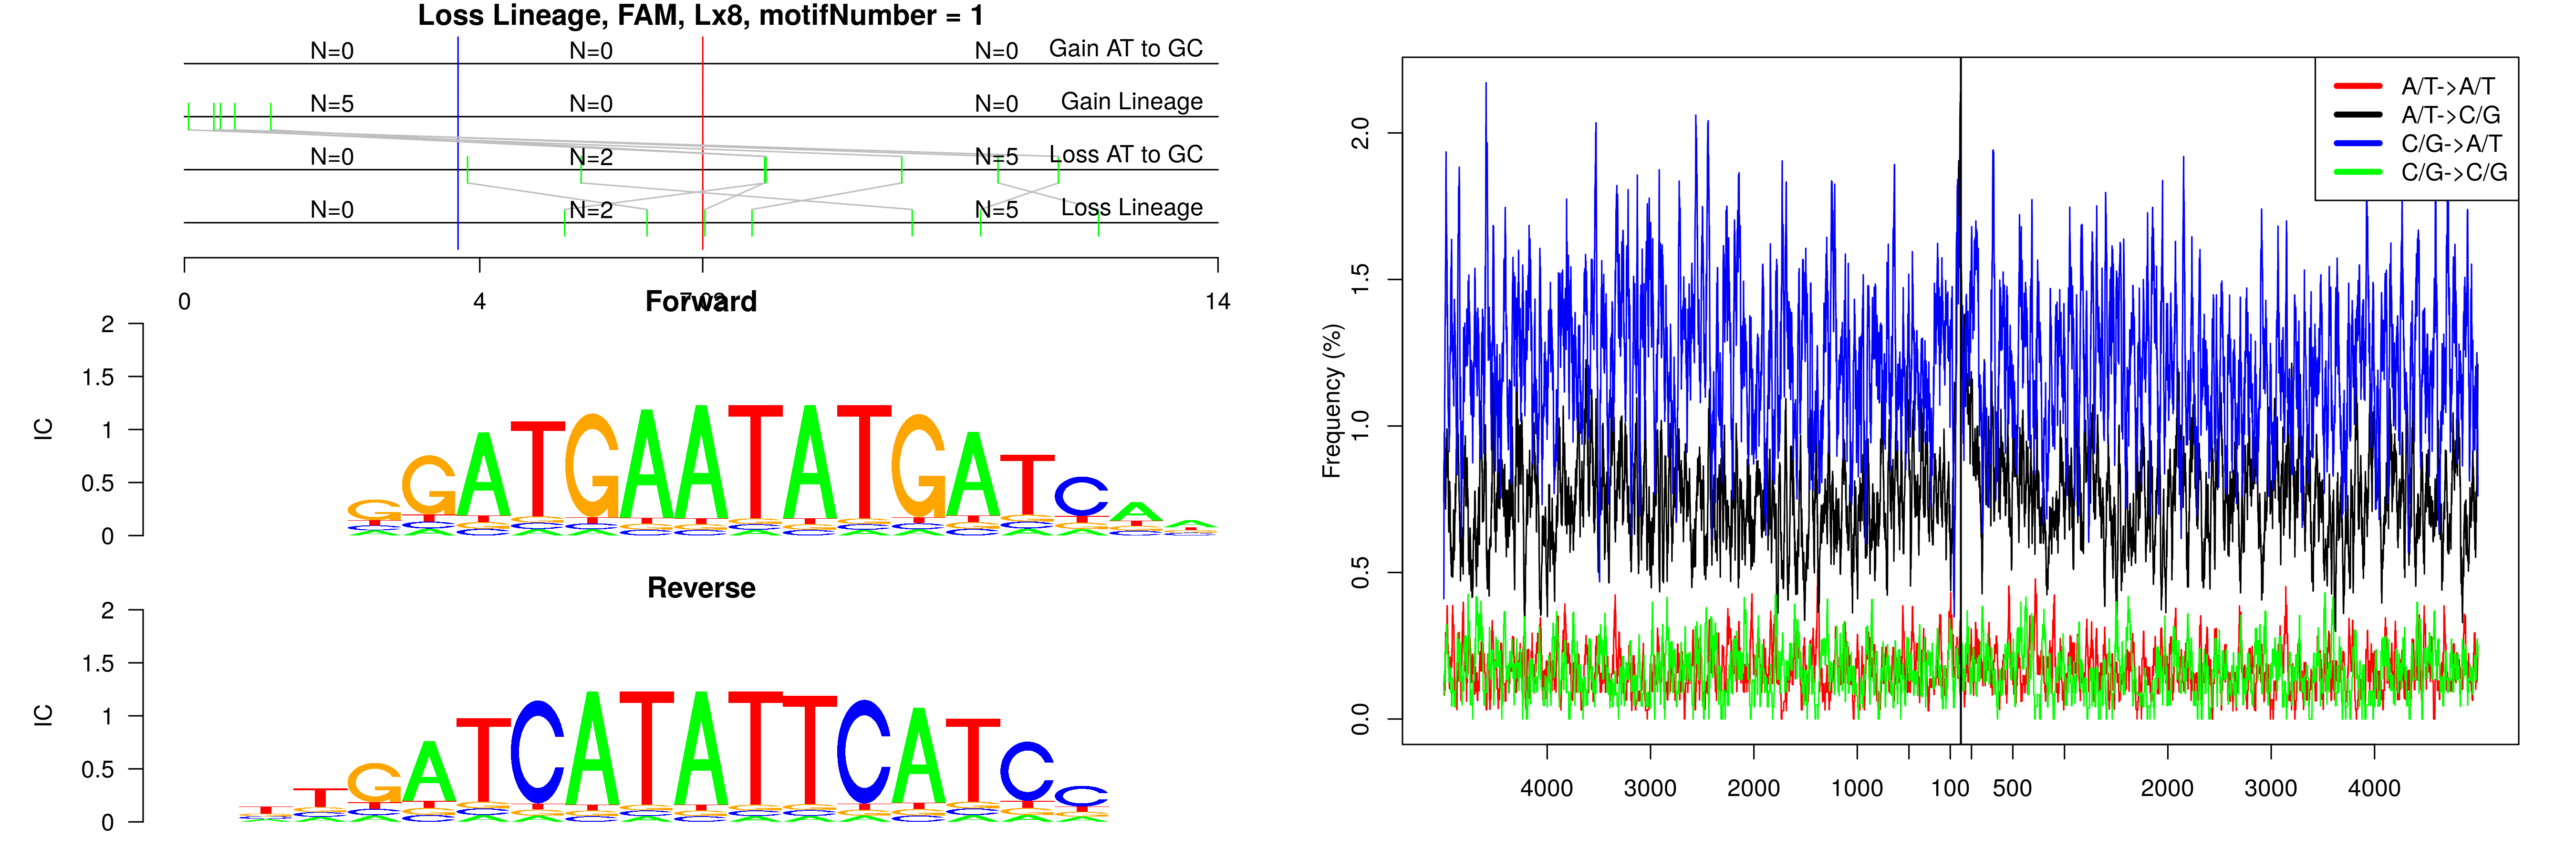 Loss Lineage, FAM, Lx8, motifNumber = 1
N=0 N=0 N=0 Gain AT to GC
N=5 N=0 N=0 Gain Lineage
N=0 N=2 N=5 Loss AT to GC
N=0 N=2 N=5 Loss Lineage
0 4 14
Forward
2
1.5
1
0.5
0
IC
GGATGAATATGATCAA
Reverse
2
1.5
1
0.5
0
IC
TTGATCATATTCATCC
A/T->A/T
A/T->C/G
C/G->A/T
C/G->C/G
2.0
1.5
1.0
0.5
0.0
Frequency (%)
4000 3000 2000 1000 100 500 2000 3000 4000